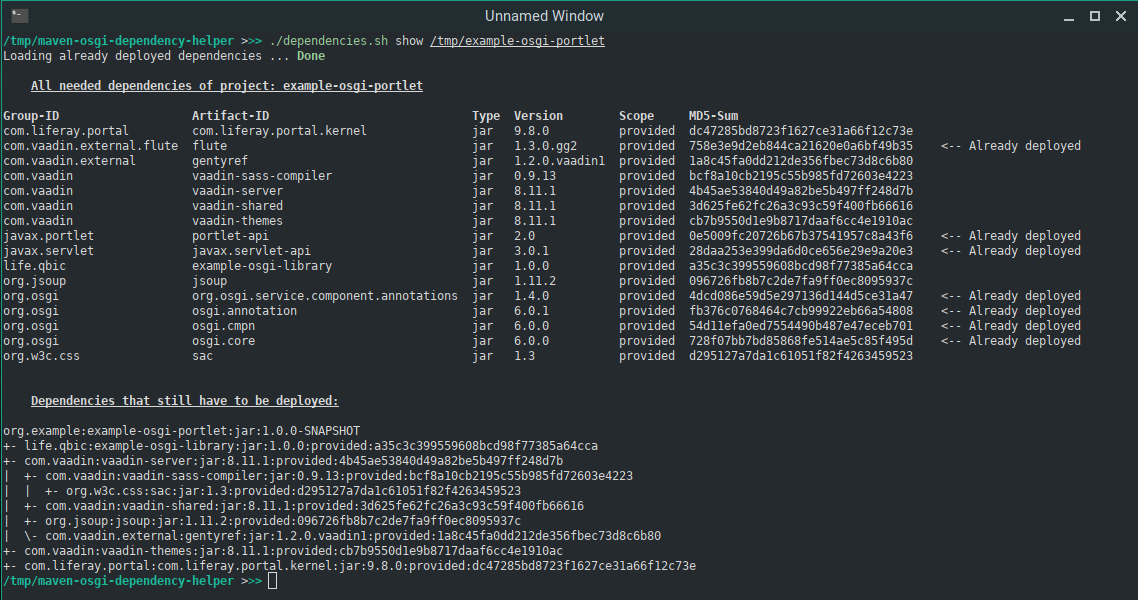 Unnamed Window
/tmp/maven-osgi-dependency-helper >>> ./dependencies.sh show /tmp/example-osgi-portlet
Loading already deployed dependencies ... Done
All needed dependencies of project: example-osgi-portlet
Group-ID Artifact-ID Type Version Scope MD5-Sum
com.liferay.portal com.liferay.portal.kernel jar 9.8.0 provided dc47285bd8723f1627ce31a66f12c73e
com.vaadin.external.flute flute jar 1.3.0.gg2 provided 758e3e9d2eb844ca21620e0a6bf49b35 <-- Already deployed
com.vaadin.external gentyref jar 1.2.0.vaadin1 provided 1a8c45fa0dd212de356fbec73d8c6b80
com.vaadin vaadin-sass-compiler jar 0.9.13 provided bcf8a10cb2195c55b985fd72603e4223
com.vaadin vaadin-server jar 8.11.1 provided 4b45ae53840d49a82be5b497ff248d7b
com.vaadin vaadin-shared jar 8.11.1 provided 3d625fe62fc26a3c93c59f400fb66616
com.vaadin vaadin-themes jar 8.11.1 provided cb7b9550d1e9b8717daaf6cc4e1910ac
javax.portlet portlet-api jar 2.0 provided 0e5009fc20726b67b37541957c8a43f6 <-- Already deployed
javax.servlet javax.servlet-api jar 3.0.1 provided 28daa253e399da6d0ce656e29e9a20e3 <-- Already deployed
life.qbic example-osgi-library jar 1.0.0 provided a35c3c399559608bcd98f77385a64cca
org.jsoup jsoup jar 1.11.2 provided 096726fb8b7c2de7fa9ff0ec8095937c
org.osgi org.osgi.service.component.annotations jar 1.4.0 provided 4dcd086e59d5e297136d144d5ce31a47 <-- Already deployed
org.osgi osgi.annotation jar 6.0.1 provided fb376c0768464c7cb99922eb66a54808 <-- Already deployed
org.osgi osgi.cmpn jar 6.0.0 provided 54d11efa0ed7554490b487e47eceb701 <-- Already deployed
org.osgi osgi.core jar 6.0.0 provided 728f07bb7bd85868fe514ae5c85f495d <-- Already deployed
org.w3c.css sac jar 1.3 provided d295127a7da1c61051f82f4263459523
Dependencies that still have to be deployed:
org.example:example-osgi-portlet:jar:1.0.0-SNAPSHOT
+- life.qbic:example-osgi-library:jar:1.0.0:provided:a35c3c399559608bcd98f77385a64cca
+- com.vaadin:vaadin-server:jar:8.11.1:provided:4b45ae53840d49a82be5b497ff248d7b
| +- com.vaadin:vaadin-sass-compiler:jar:0.9.13:provided:bcf8a10cb2195c55b985fd72603e4223
| | +- org.w3c.css:sac:jar:1.3:provided:d295127a7da1c61051f82f4263459523
| +- com.vaadin:vaadin-shared:jar:8.11.1:provided:3d625fe62fc26a3c93c59f400fb66616
| +- org.jsoup:jsoup:jar:1.11.2:provided:096726fb8b7c2de7fa9ff0ec8095937c
| \- com.vaadin.external:gentyref:jar:1.2.0.vaadin1:provided:1a8c45fa0dd212de356fbec73d8c6b80
+- com.vaadin:vaadin-themes:jar:8.11.1:provided:cb7b9550d1e9b8717daaf6cc4e1910ac
+- com.liferay.portal:com.liferay.portal.kernel:jar:9.8.0:provided:dc47285bd8723f1627ce31a66f12c73e
/tmp/maven-osgi-dependency-helper >>>